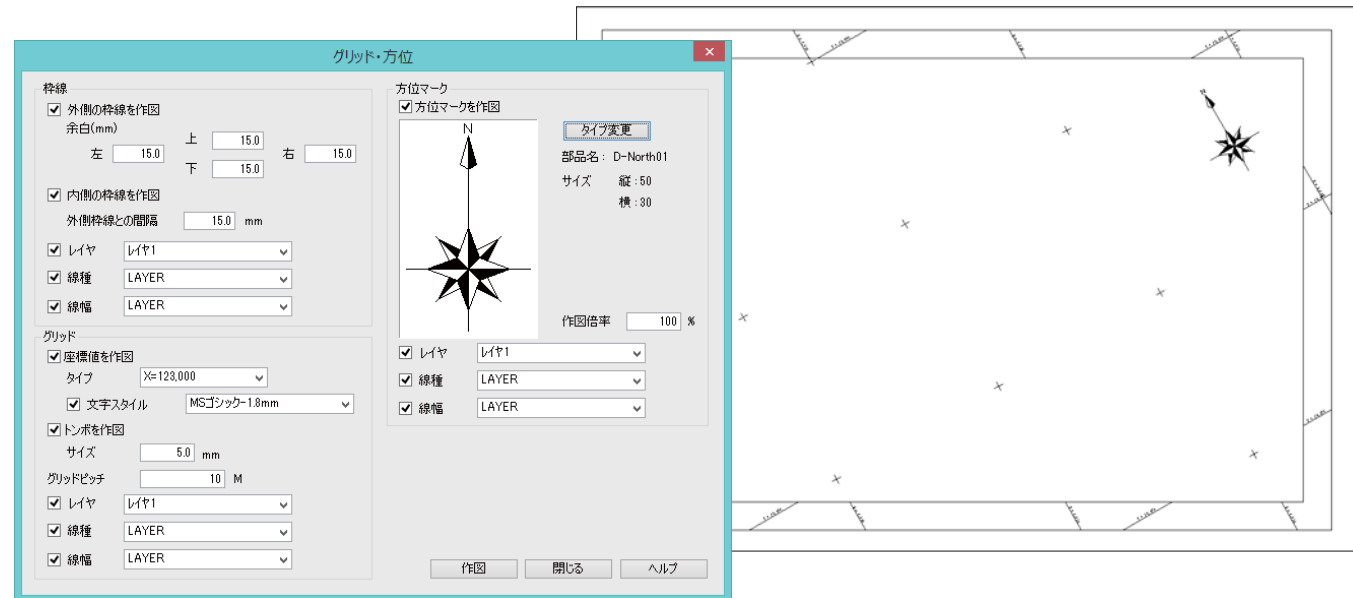 グリッド・方位
枠線
外側の枠線を作図
余白(mm)
上 15.0
左 15.0 右 15.0
下 15.0
内側の枠線を作図
外側枠線との間隔 15.0 mm
レイヤ レイヤ1
線種 LAYER
線幅 LAYER
グリッド
座標値を作図
タイプ X=123,000
文字スタイル MSゴシック-1.8mm
トンボを作図
サイズ 5.0 mm
グリッドピッチ 10 M
レイヤ レイヤ1
線種 LAYER
線幅 LAYER
方位マーク
方位マークを作図
N
タイプ変更
部品名: D-North01
サイズ 縦:50
横:30
作図倍率 100 %
レイヤ レイヤ1
線種 LAYER
線幅 LAYER
作図 閉じる ヘルプ
N